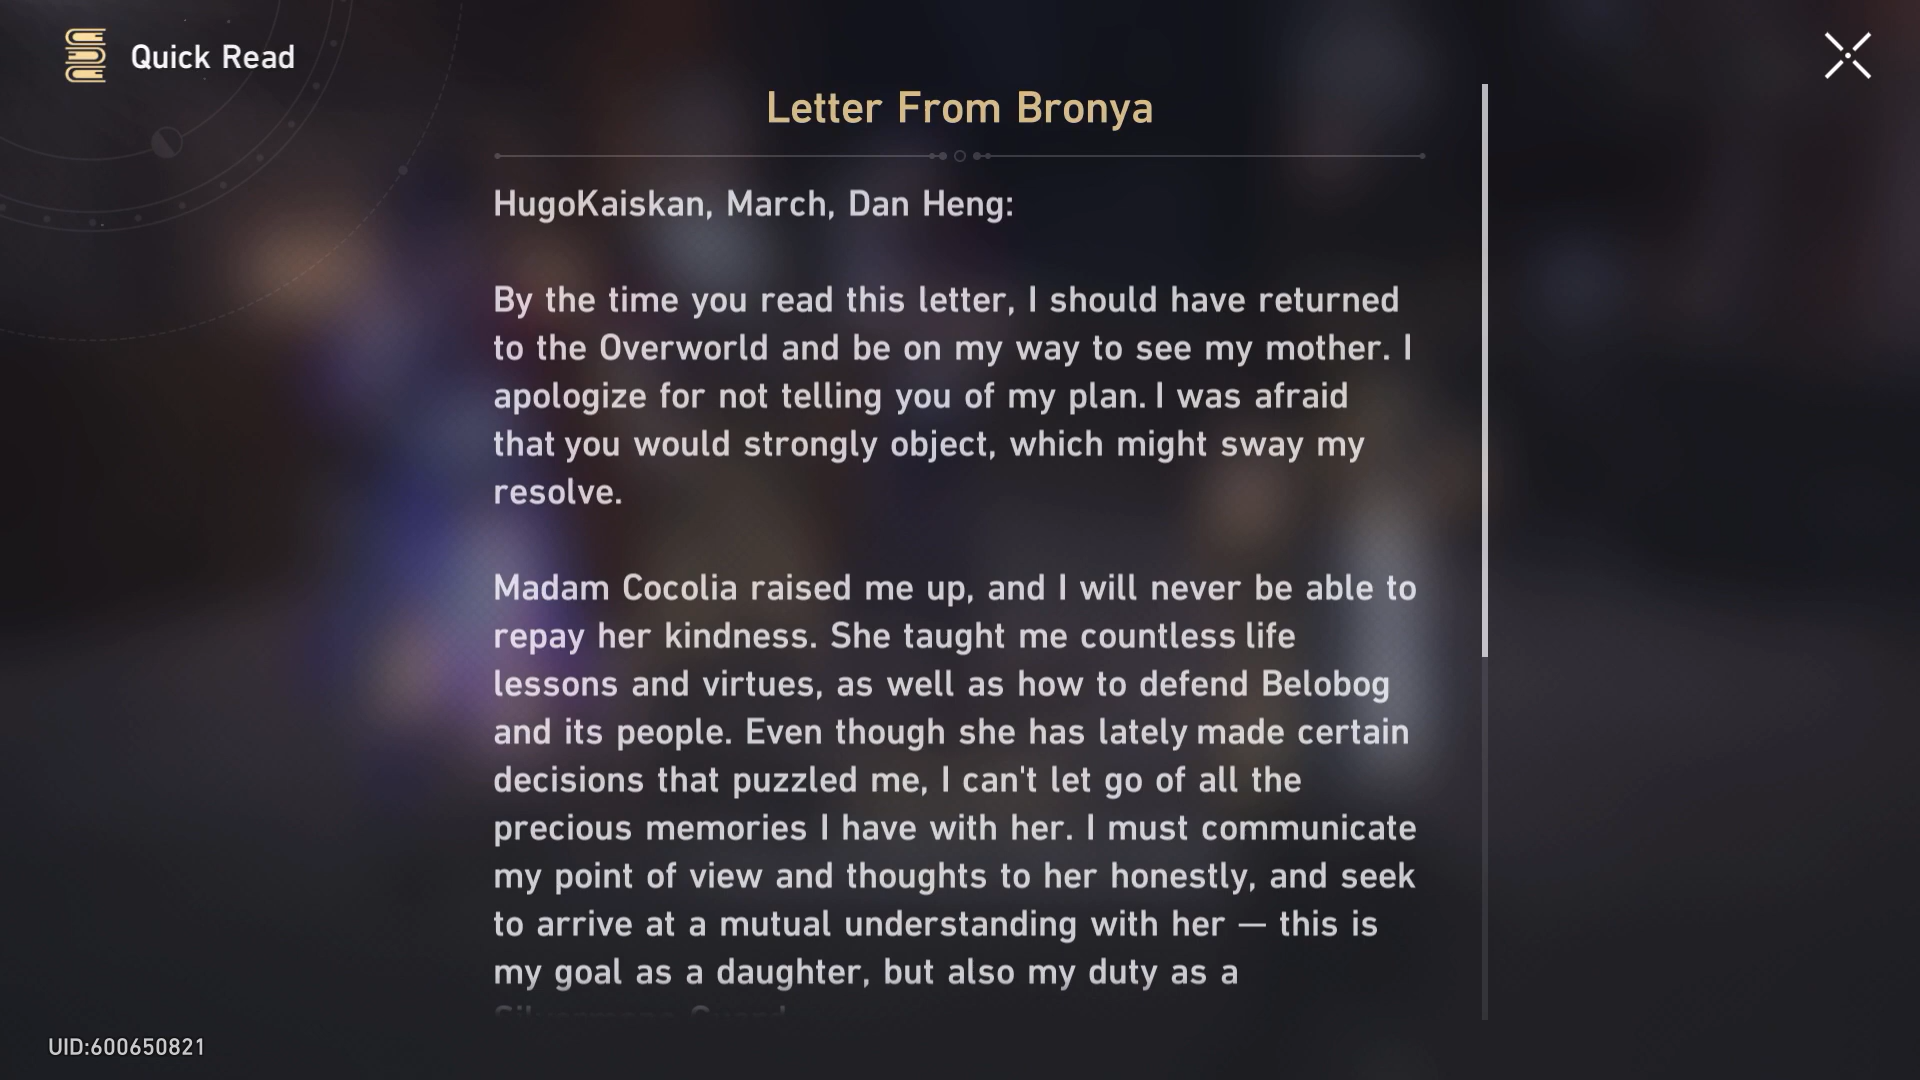 Quick Read
Letter From Bronya
HugoKaiskan, March, Dan Heng:
By the time you read this letter, I should have returned
to the Overworld and be on my way to see my mother. I
apologize for not telling you of my plan. I was afraid
that you would strongly object, which might sway my
resolve.
Madam Cocolia raised me up, and I will never be able to
repay her kindness. She taught me countless life
lessons and virtues, as well as how to defend Belobog
and its people. Even though she has lately made certain
decisions that puzzled me, I can't let go of all the
precious memories I have with her. I must communicate
my point of view and thoughts to her honestly, and seek
to arrive at a mutual understanding with her — this is
my goal as a daughter, but also my duty as a
UID:600650821